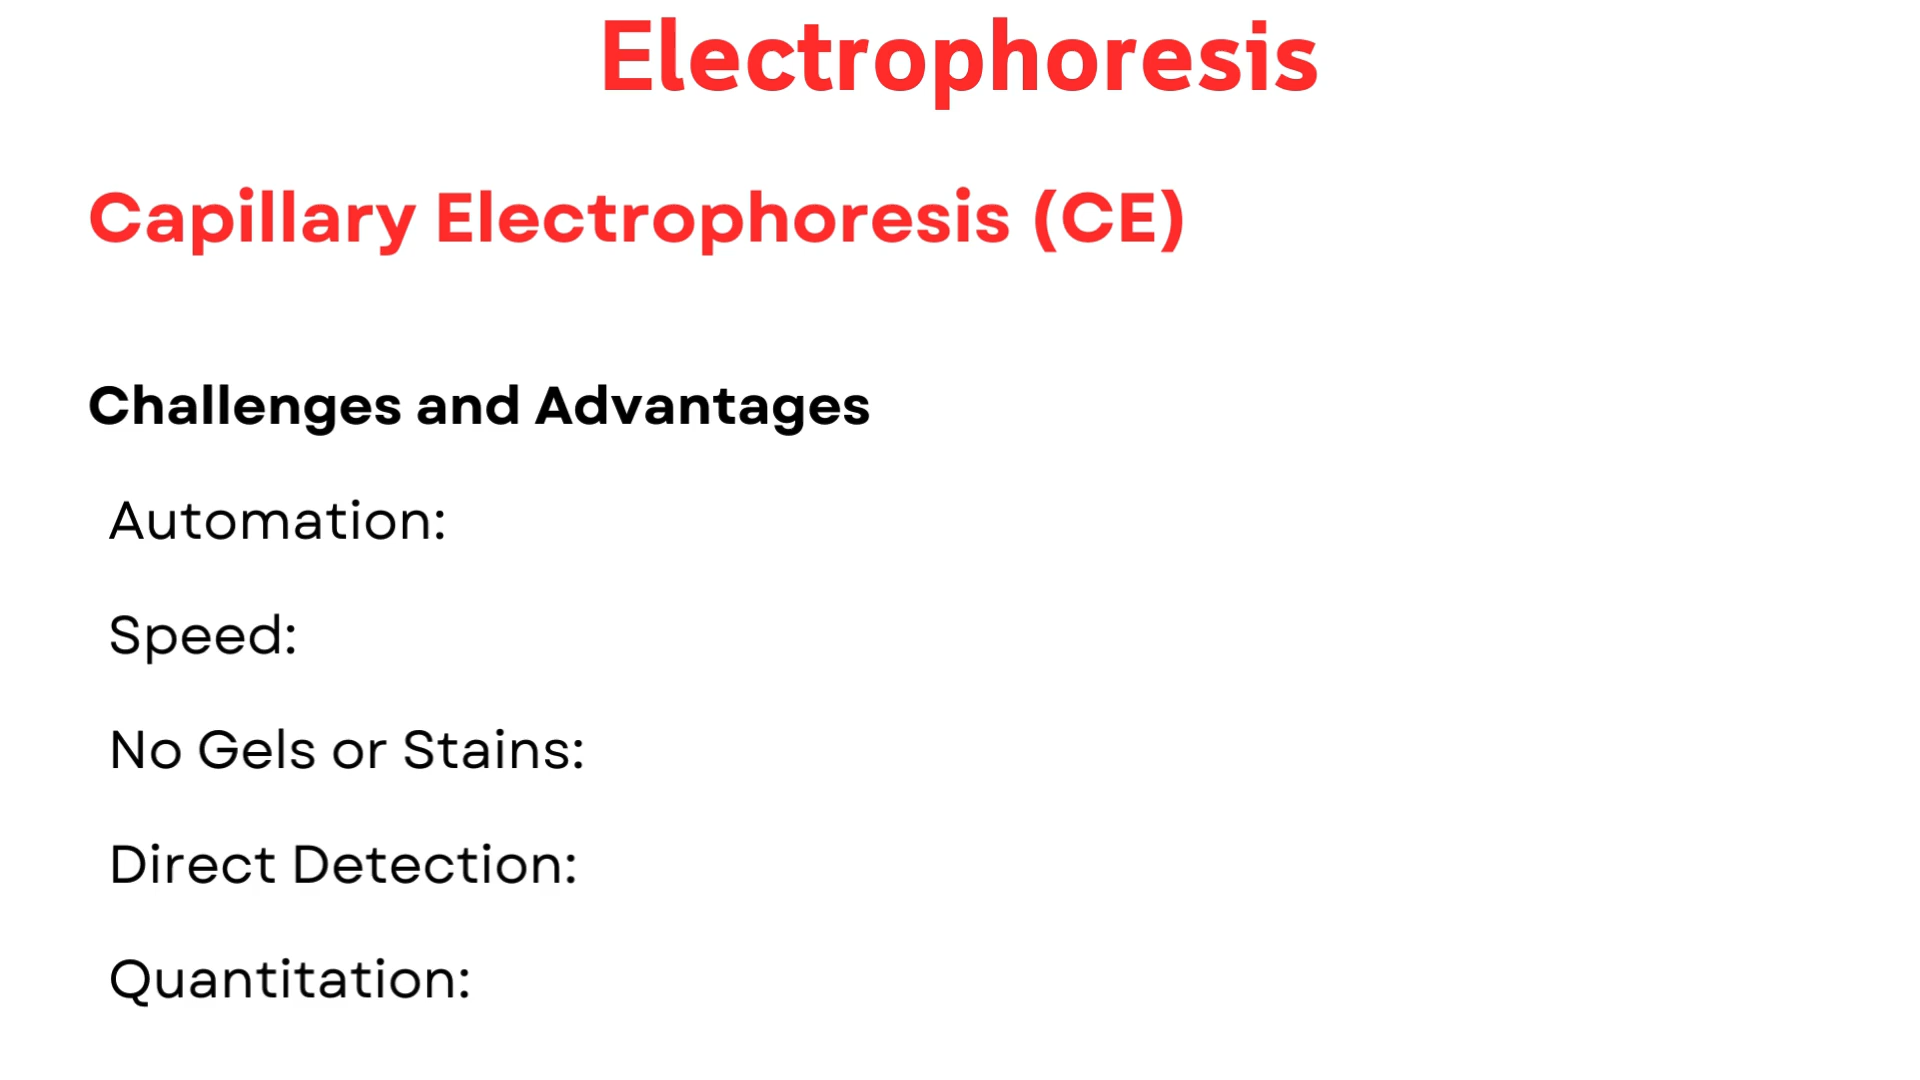 Electrophoresis
Capillary Electrophoresis (CE)
Challenges and Advantages
Automation:
Speed:
No Gels or Stains:
Direct Detection:
Quantitation: